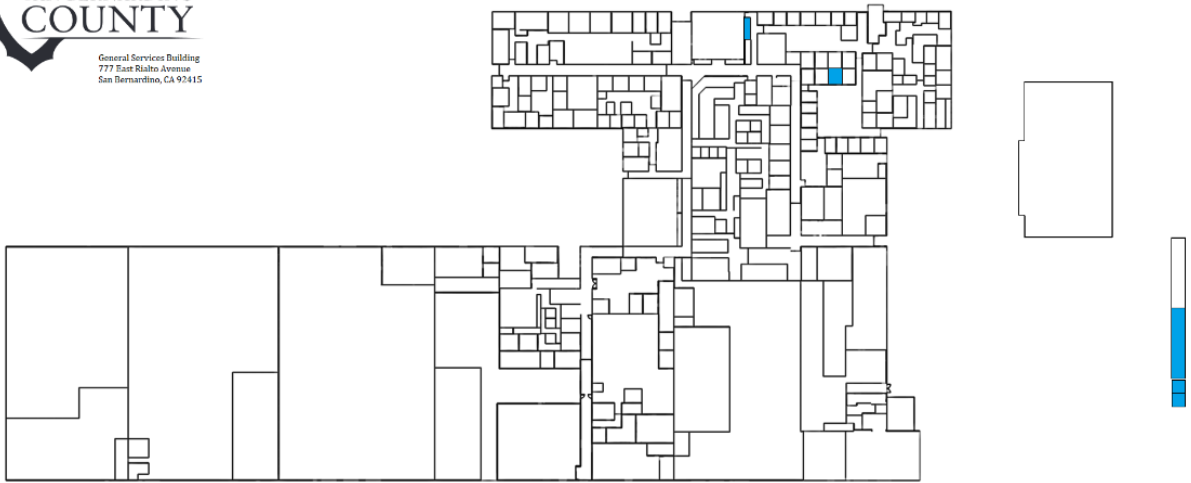 COUNTY
General Services Building
777 East Rialto Avenue
San Bernardino, CA 92415